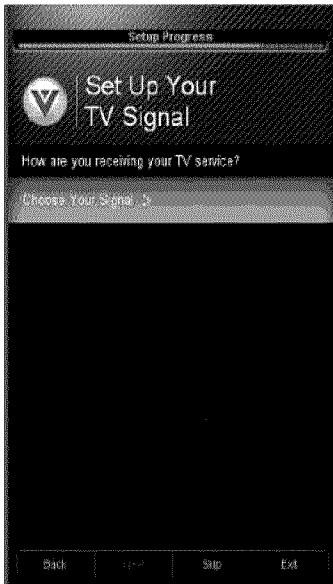 Setup Progress
Set Up Your
TV Signal
How are you receiving your TV service?
Choose Your Signal >
Back
Skip
Exit